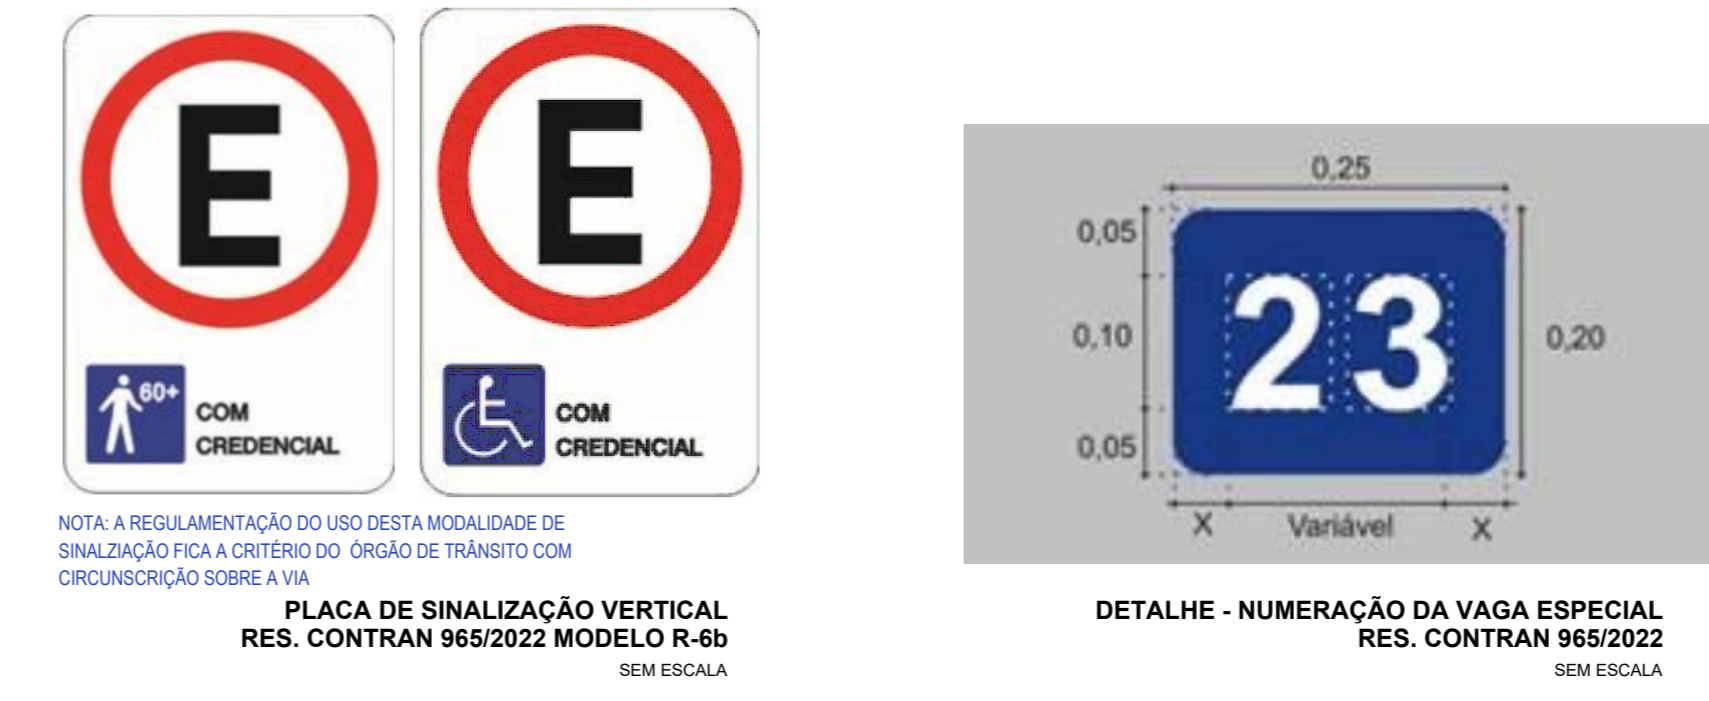 E
60+
COM
CREDENCIAL
E
COM
CREDENCIAL
NOTA: A REGULAMENTAÇÃO DO USO DESTA MODALIDADE DE
SINALZIAÇÃO FICA A CRITÉRIO DO ÓRGÃO DE TRÂNSITO COM
CIRCUNSCRIÇÃO SOBRE A VIA
PLACA DE SINALIZAÇÃO VERTICAL
RES. CONTRAN 965/2022 MODELO R-6b
SEM ESCALA
0,25
0,05
0,10
0,05
23
0,20
X Variável X
DETALHE - NUMERAÇÃO DA VAGA ESPECIAL
RES. CONTRAN 965/2022
SEM ESCALA